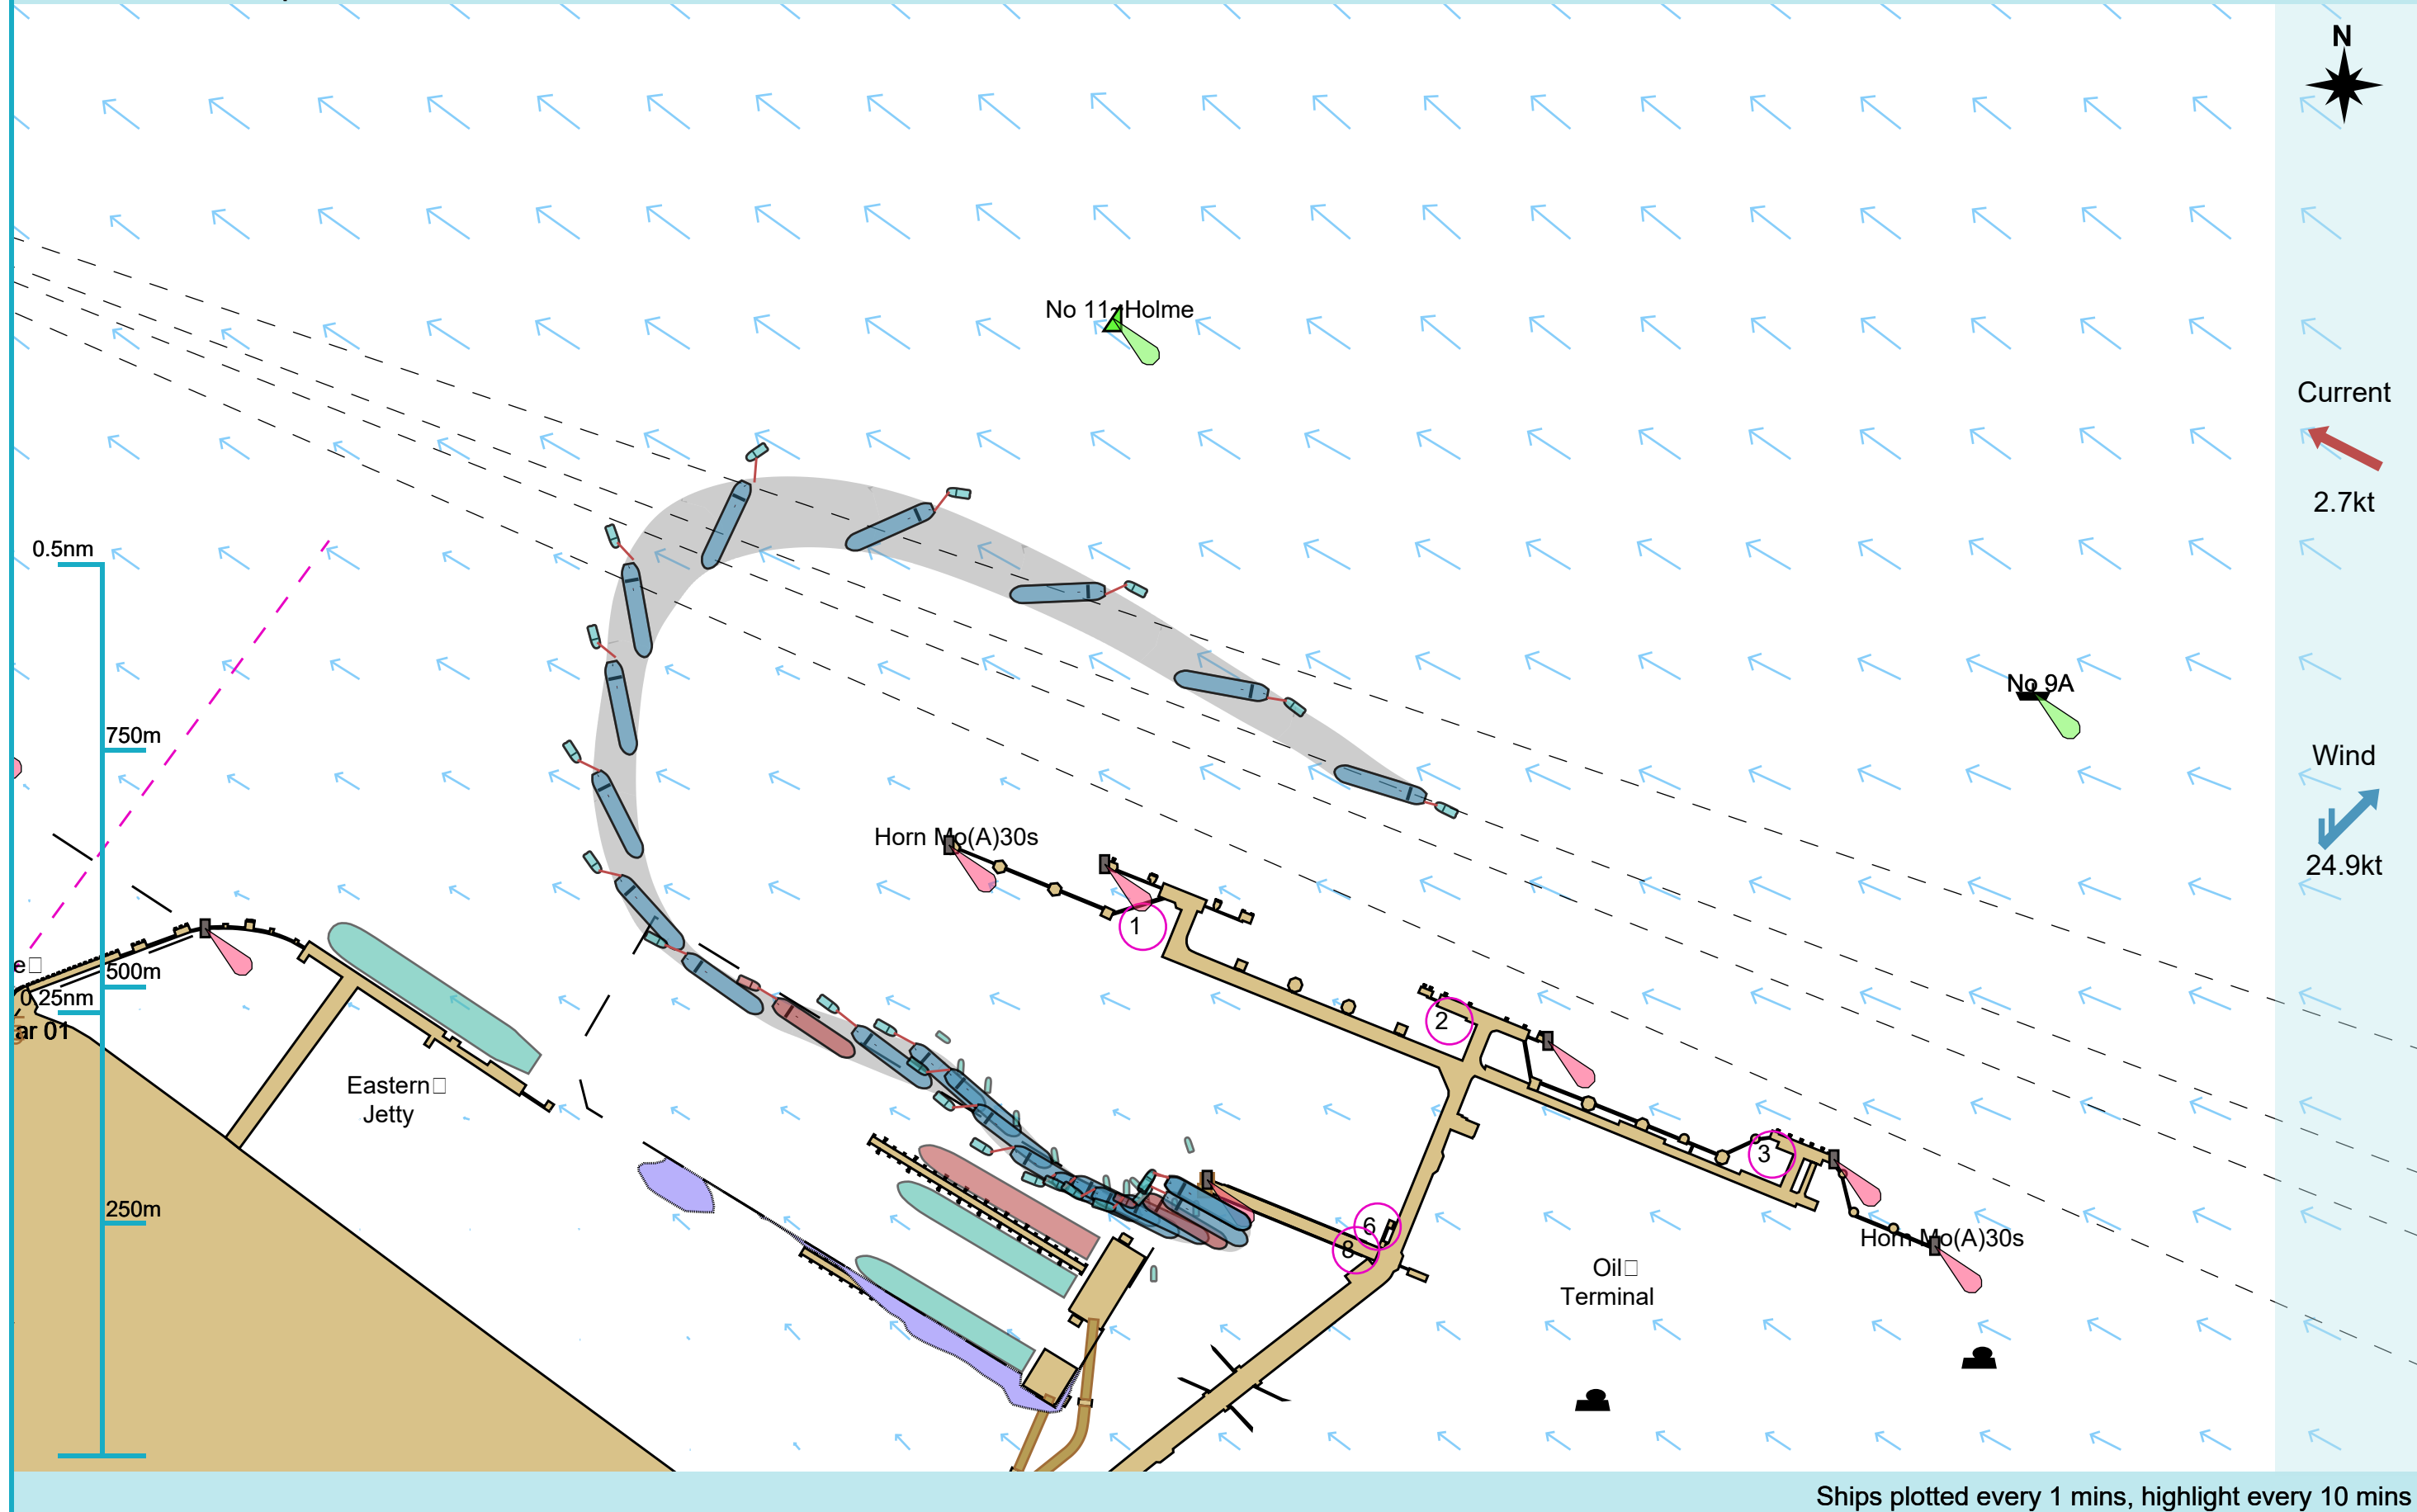 N
No 11 Holme
Current
2.7kt
0.5nm
No 9A
750m
Wind
24.9kt
Horn Mo(A)30s
1
500m
0.25nm
ar 01
2
Eastern
Jetty
3
250m
6
8
Horn Mo(A)30s
Oil
Terminal
Ships plotted every 1 mins, highlight every 10 mins